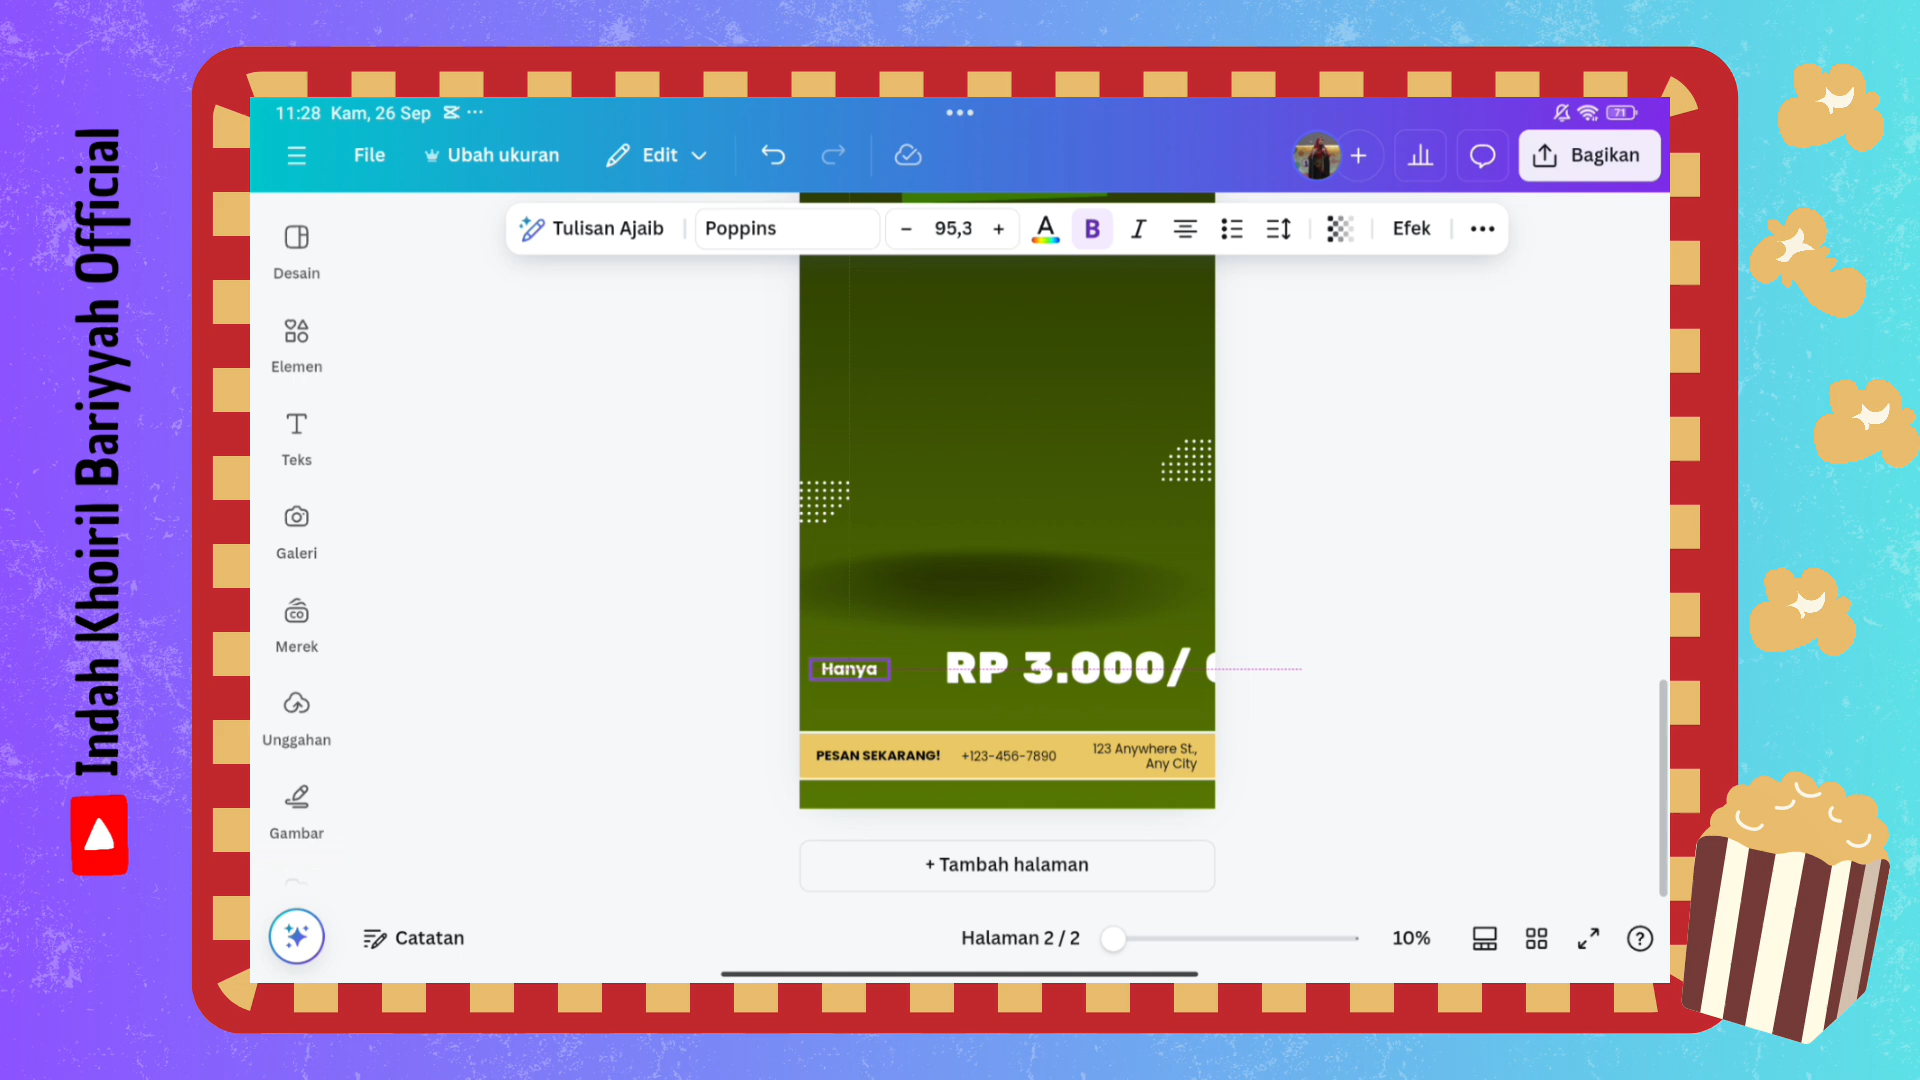 Indah Khoiril Bariyyah Official
11:28 Kam, 26 Sep
71
File
Ubah ukuran
Edit
Bagikan
Tulisan Ajaib
Poppins
– 95,3 +
A
B
I
Efek
Desain
Elemen
Teks
Galeri
CO
Merek
Unggahan
Gambar
Hanya
RP 3.000/
PESAN SEKARANG!
+123-456-7890
123 Anywhere St.,
Any City
+ Tambah halaman
Catatan
Halaman 2 / 2
10%